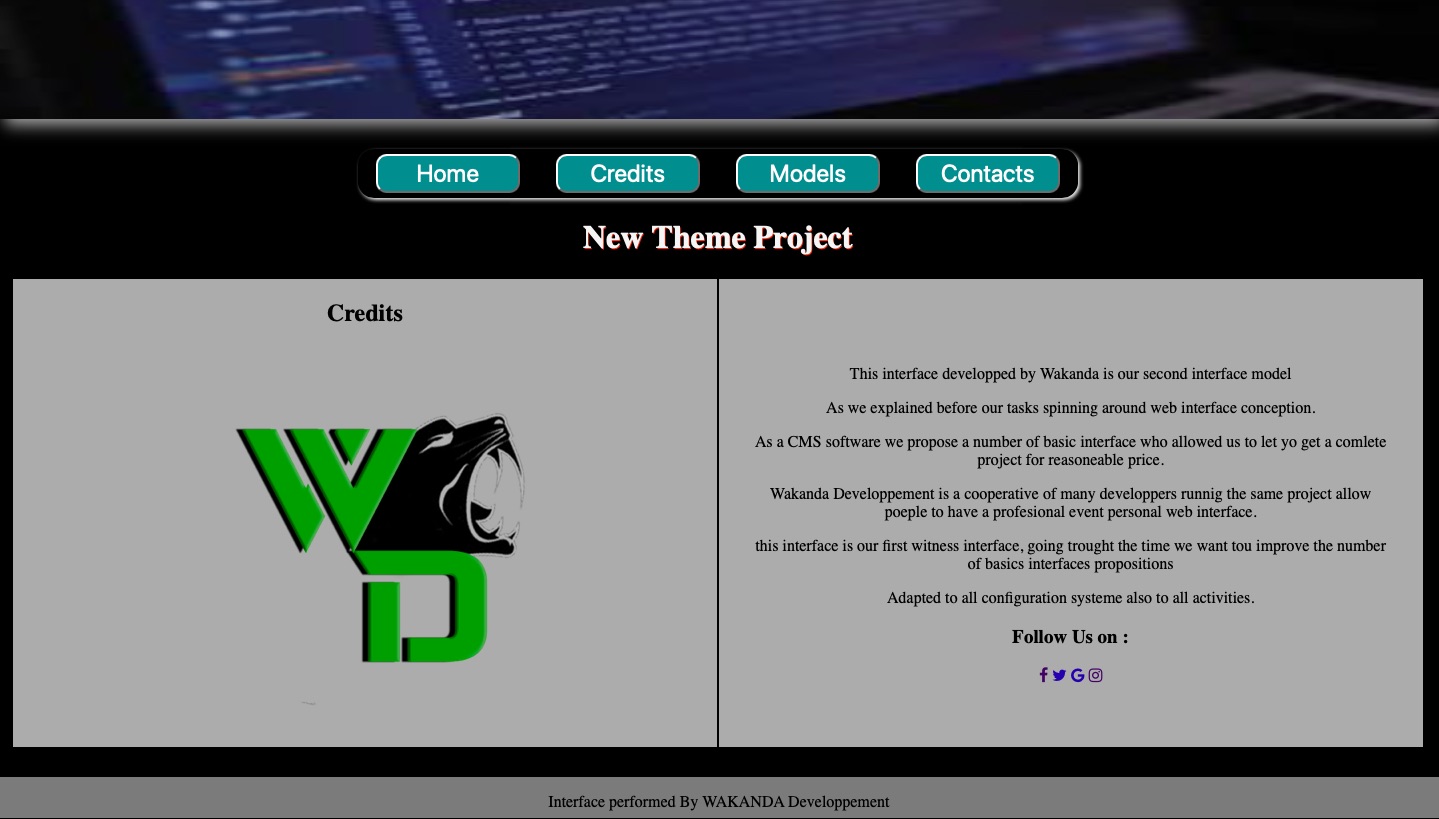 Home
Credits
Models
Contacts
New Theme Project
Credits
WD
This interface developped by Wakanda is our second interface model
As we explained before our tasks spinning around web interface conception.
As a CMS software we propose a number of basic interface who allowed us to let yo get a comlete
project for reasoneable price.
Wakanda Developpement is a cooperative of many developpers runnig the same project allow
poeple to have a profesional event personal web interface.
this interface is our first witness interface, going trought the time we want tou improve the number
of basics interfaces propositions
Adapted to all configuration systeme also to all activities.
Follow Us on :
Interface performed By WAKANDA Developpement